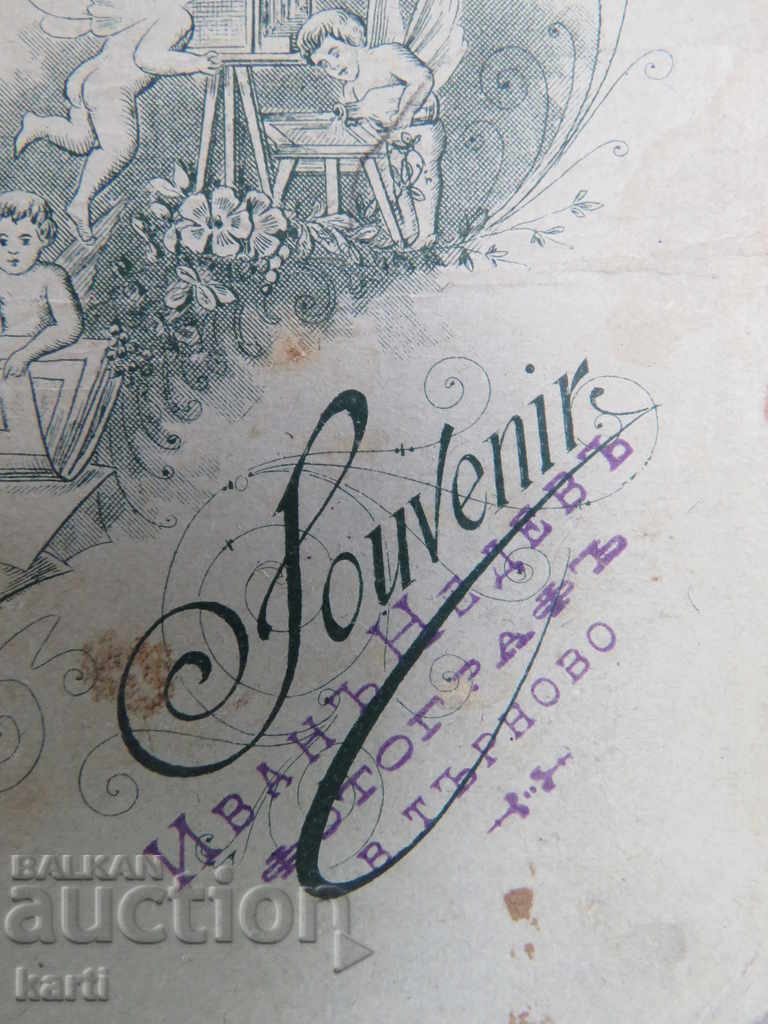 Souvenir
Иванъ Недевъ
Фотографъ
В ТЪРНОВО
BALKAN
auction
karti